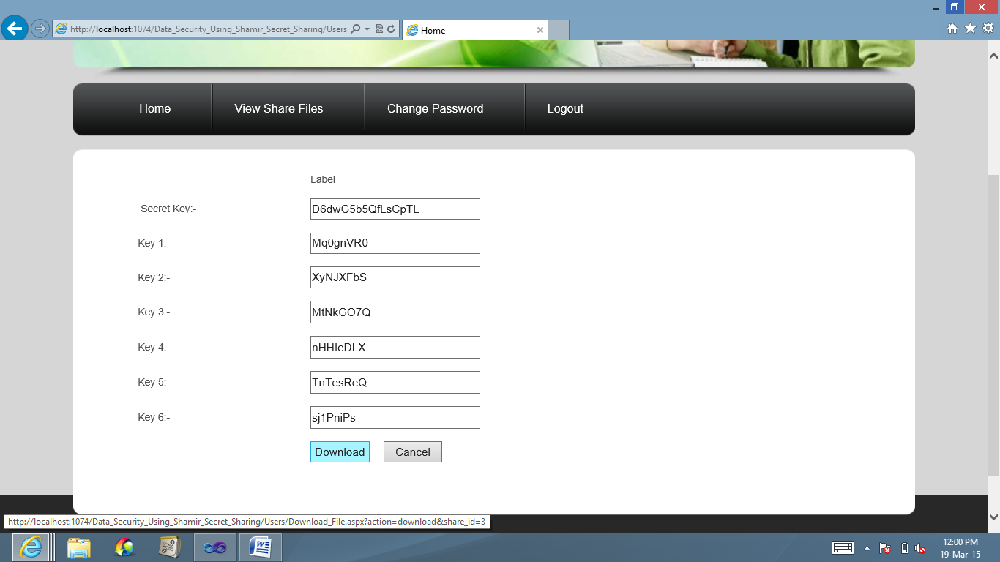 http://localhost:1074/Data_Security_Using_Shamir_Secret_Sharing/Users
Home
Home
View Share Files
Change Password
Logout
Label
Secret Key:- D6dwG5b5QfLsCpTL
Key 1:- Mq0gnVR0
Key 2:- XyNJXFbS
Key 3:- MtNkGO7Q
Key 4:- nHHIeDLX
Key 5:- TnTesReQ
Key 6:- sj1PniPs
Download
Cancel
http://localhost:1074/Data_Security_Using_Shamir_Secret_Sharing/Users/Download_File.aspx?action=download&share_id=3
12:00 PM
19-Mar-15